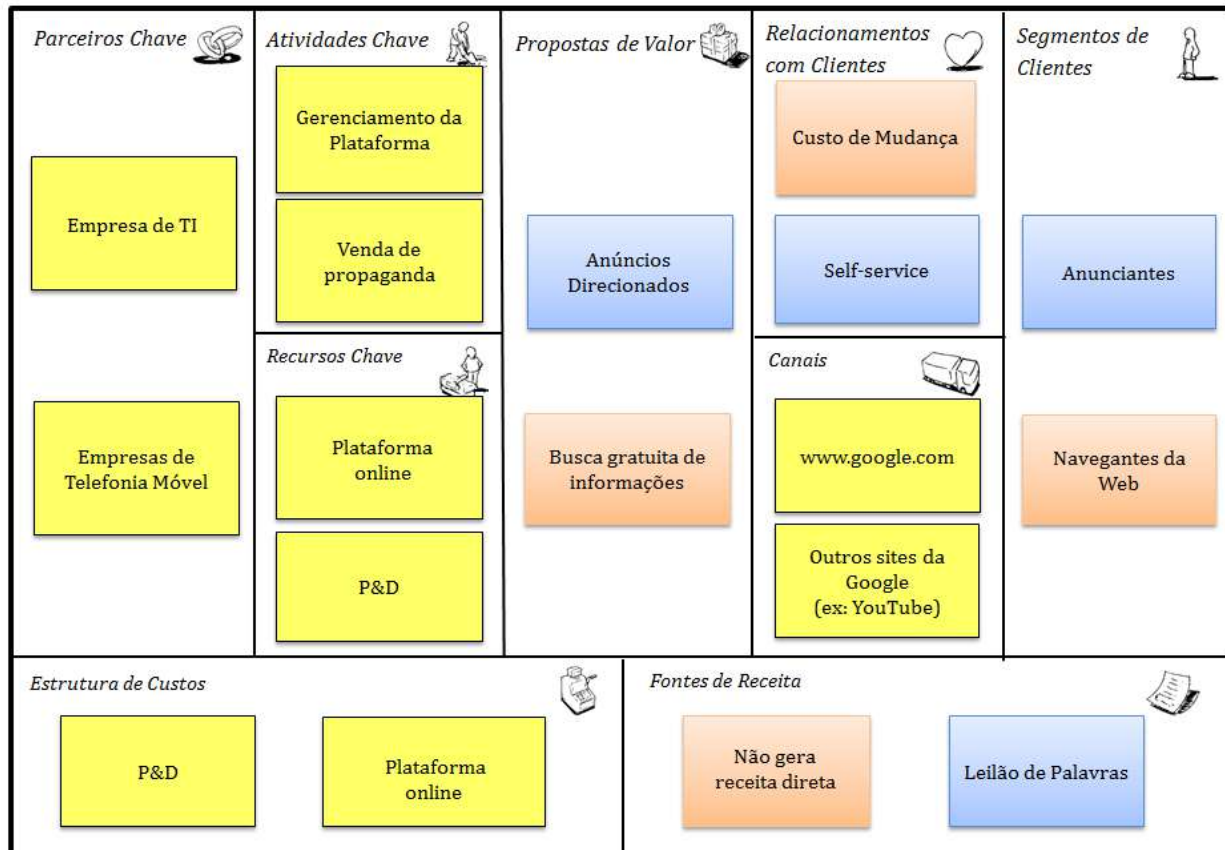 Parceiros Chave
Empresa de TI
Empresas de
Telefonia Móvel
Atividades Chave
Gerenciamento da
Plataforma
Venda de
propaganda
Recursos Chave
Plataforma
online
P&D
Propostas de Valor
Anúncios
Direcionados
Busca gratuita de
informações
Relacionamentos
com Clientes
Custo de Mudança
Self-service
Canais
www.google.com
Outros sites da
Google
(ex: YouTube)
Segmentos de
Clientes
Anunciantes
Navegantes da
Web
Estrutura de Custos
P&D
Plataforma
online
Fontes de Receita
Não gera
receita direta
Leilão de Palavras